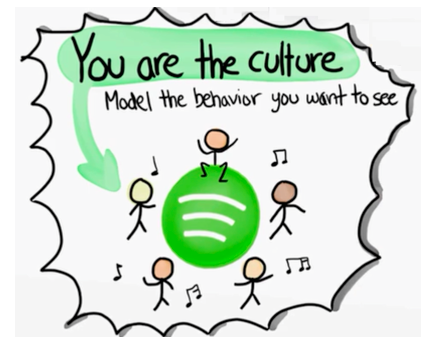 You are the culture
Model the behavior you want to see